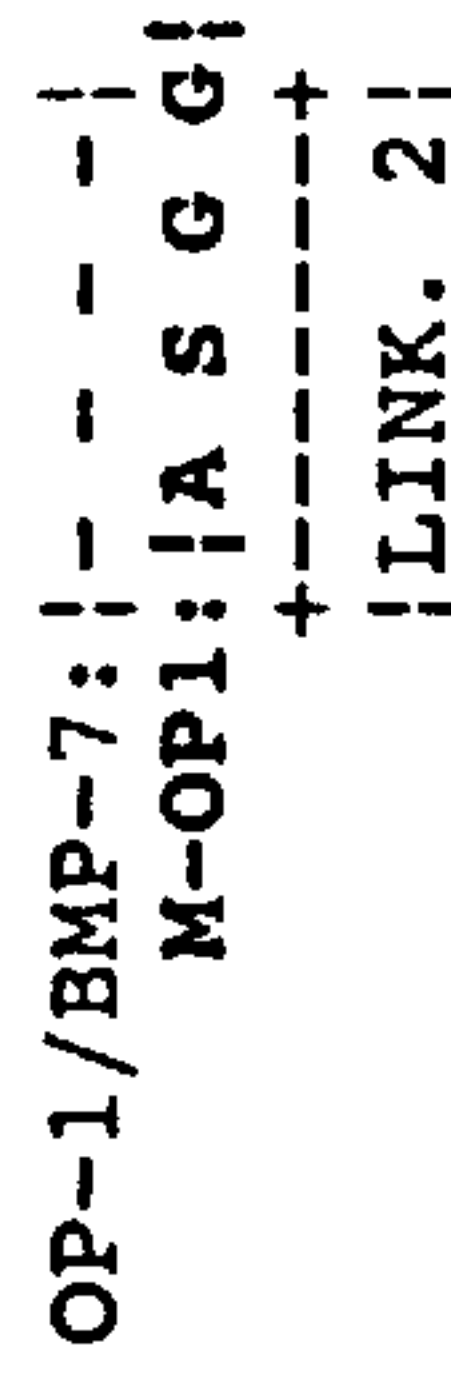 OP-1/BMP-7:| - - - - |
M-OP1:|A S G G|
+-------+
|LINK. 2|